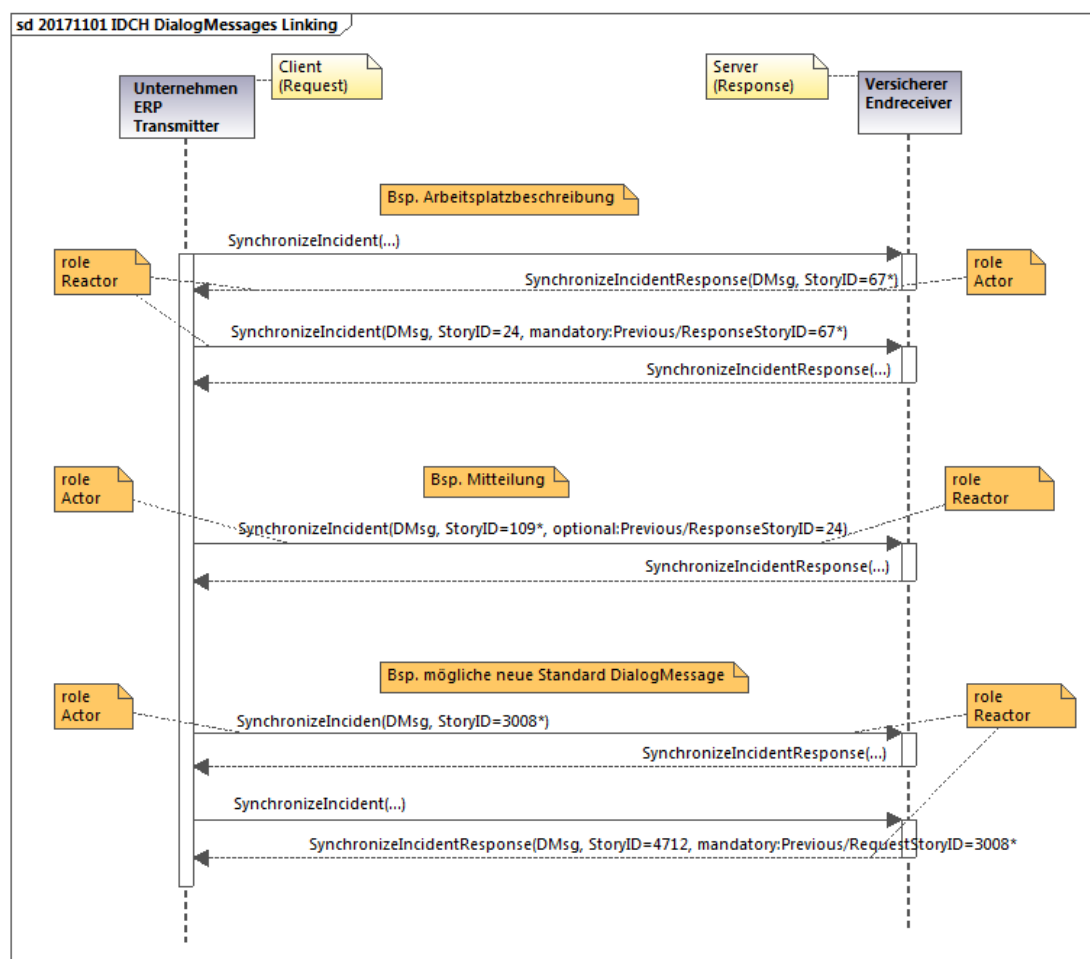 sd 20171101 IDCH DialogMessages Linking
Client
(Request)
Server
(Response)
Unternehmen
ERP
Transmitter
Versicherer
Endreceiver
Bsp. Arbeitsplatzbeschreibung
SynchronizeIncident(...)
role
Reactor
role
Actor
SynchronizeIncidentResponse(DMsg, StoryID=67*)
SynchronizeIncident(DMsg, StoryID=24, mandatory:Previous/ResponseStoryID=67*)
SynchronizeIncidentResponse(...)
role
Actor
Bsp. Mitteilung
role
Reactor
SynchronizeIncident(DMsg, StoryID=109*, optional:Previous/ResponseStoryID=24)
SynchronizeIncidentResponse(...)
Bsp. mögliche neue Standard DialogMessage
role
Actor
role
Reactor
SynchronizeInciden(DMsg, StoryID=3008*)
SynchronizeIncidentResponse(...)
SynchronizeIncident(...)
SynchronizeIncidentResponse(DMsg, StoryID=4712, mandatory:Previous/RequestStoryID=3008*